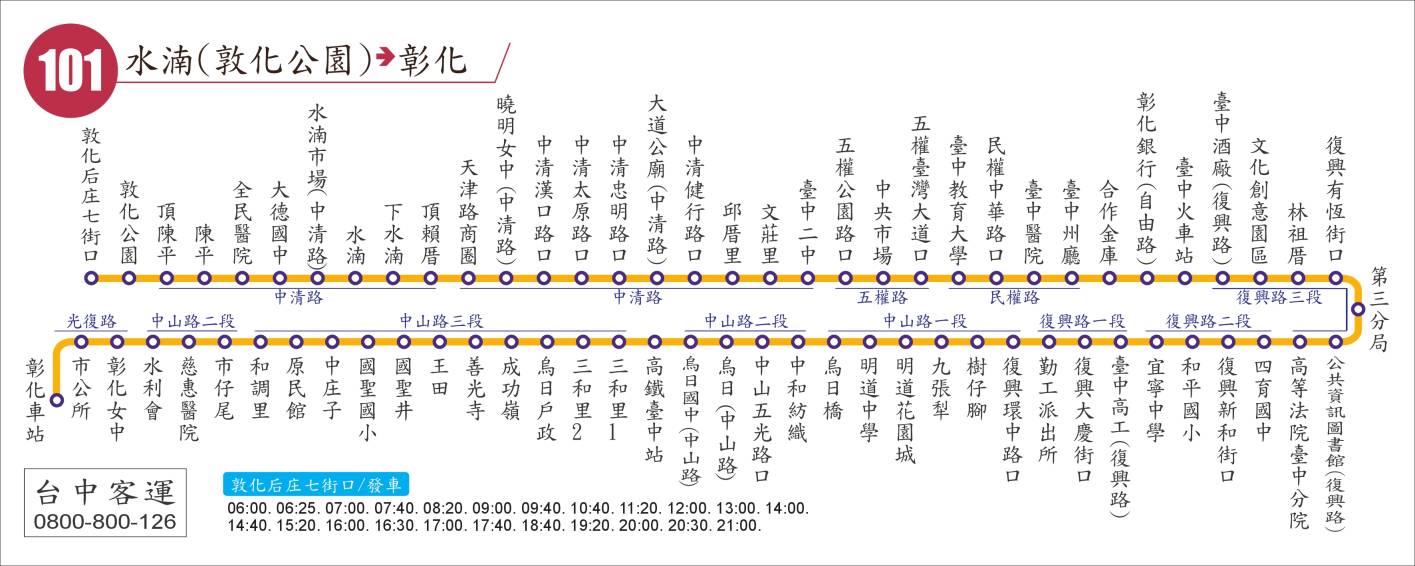 101
水湳(敦化公園)➔彰化
敦化后庄七街口
敦化公園
頂陳平
陳平
全民醫院
大德國中
水湳市場(中清路)
水湳
下水湳
頂賴厝
天津路商圈
曉明女中(中清路)
中清漢口路口
中清太原路口
中清忠明路口
大道公廟(中清路)
中清健行路口
邱厝里
文莊里
臺中二中
五權公園路口
中央市場
五權臺灣大道口
臺中教育大學
民權中華路口
臺中醫院
臺中州廳
合作金庫
彰化銀行(自由路)
臺中火車站
臺中酒廠(復興路)
文化創意園區
林祖厝
復興有恆街口
第三分局
中清路
中清路
五權路
民權路
復興路三段
光復路
中山路二段
中山路三段
中山路二段
中山路一段
復興路一段
復興路二段
彰化車站
市公所
彰化女中
水利會
慈惠醫院
市仔尾
和調里
原民館
中庄子
國聖國小
國聖井
王田
善光寺
成功嶺
烏日戶政
三和里2
三和里1
高鐵臺中站
烏日國中(中山路)
烏日(中山路)
中山五光路口
中和紡織
烏日橋
明道中學
明道花園城
九張犁
樹仔腳
復興環中路口
勤工派出所
復興大慶街口
臺中高工(復興路)
宜寧中學
和平國小
復興新和街口
四育國中
高等法院臺中分院
公共資訊圖書館(復興路)
台中客運
0800-800-126
敦化后庄七街口/發車
06:00. 06:25. 07:00. 07:40. 08:20. 09:00. 09:40. 10:40. 11:20. 12:00. 13:00. 14:00.
14:40. 15:20. 16:00. 16:30. 17:00. 17:40. 18:40. 19:20. 20:00. 20:30. 21:00.